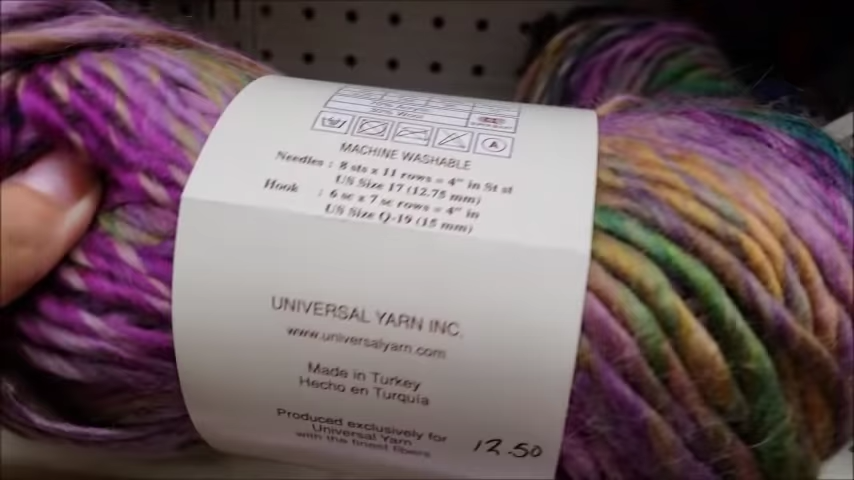 A
MACHINE WASHABLE
Needles : 8 sts x 11 rows = 4" in St st
US Size 17 (12.75 mm)
Hook : 6 sc x 7 sc rows = 4" in
US Size Q-19 (15 mm)
UNIVERSAL YARN INC.
www.universalyarn.com
Made in Turkey
Hecho en Turquía
Produced exclusively for
Universal Yarn
with the finest fibers
12.50